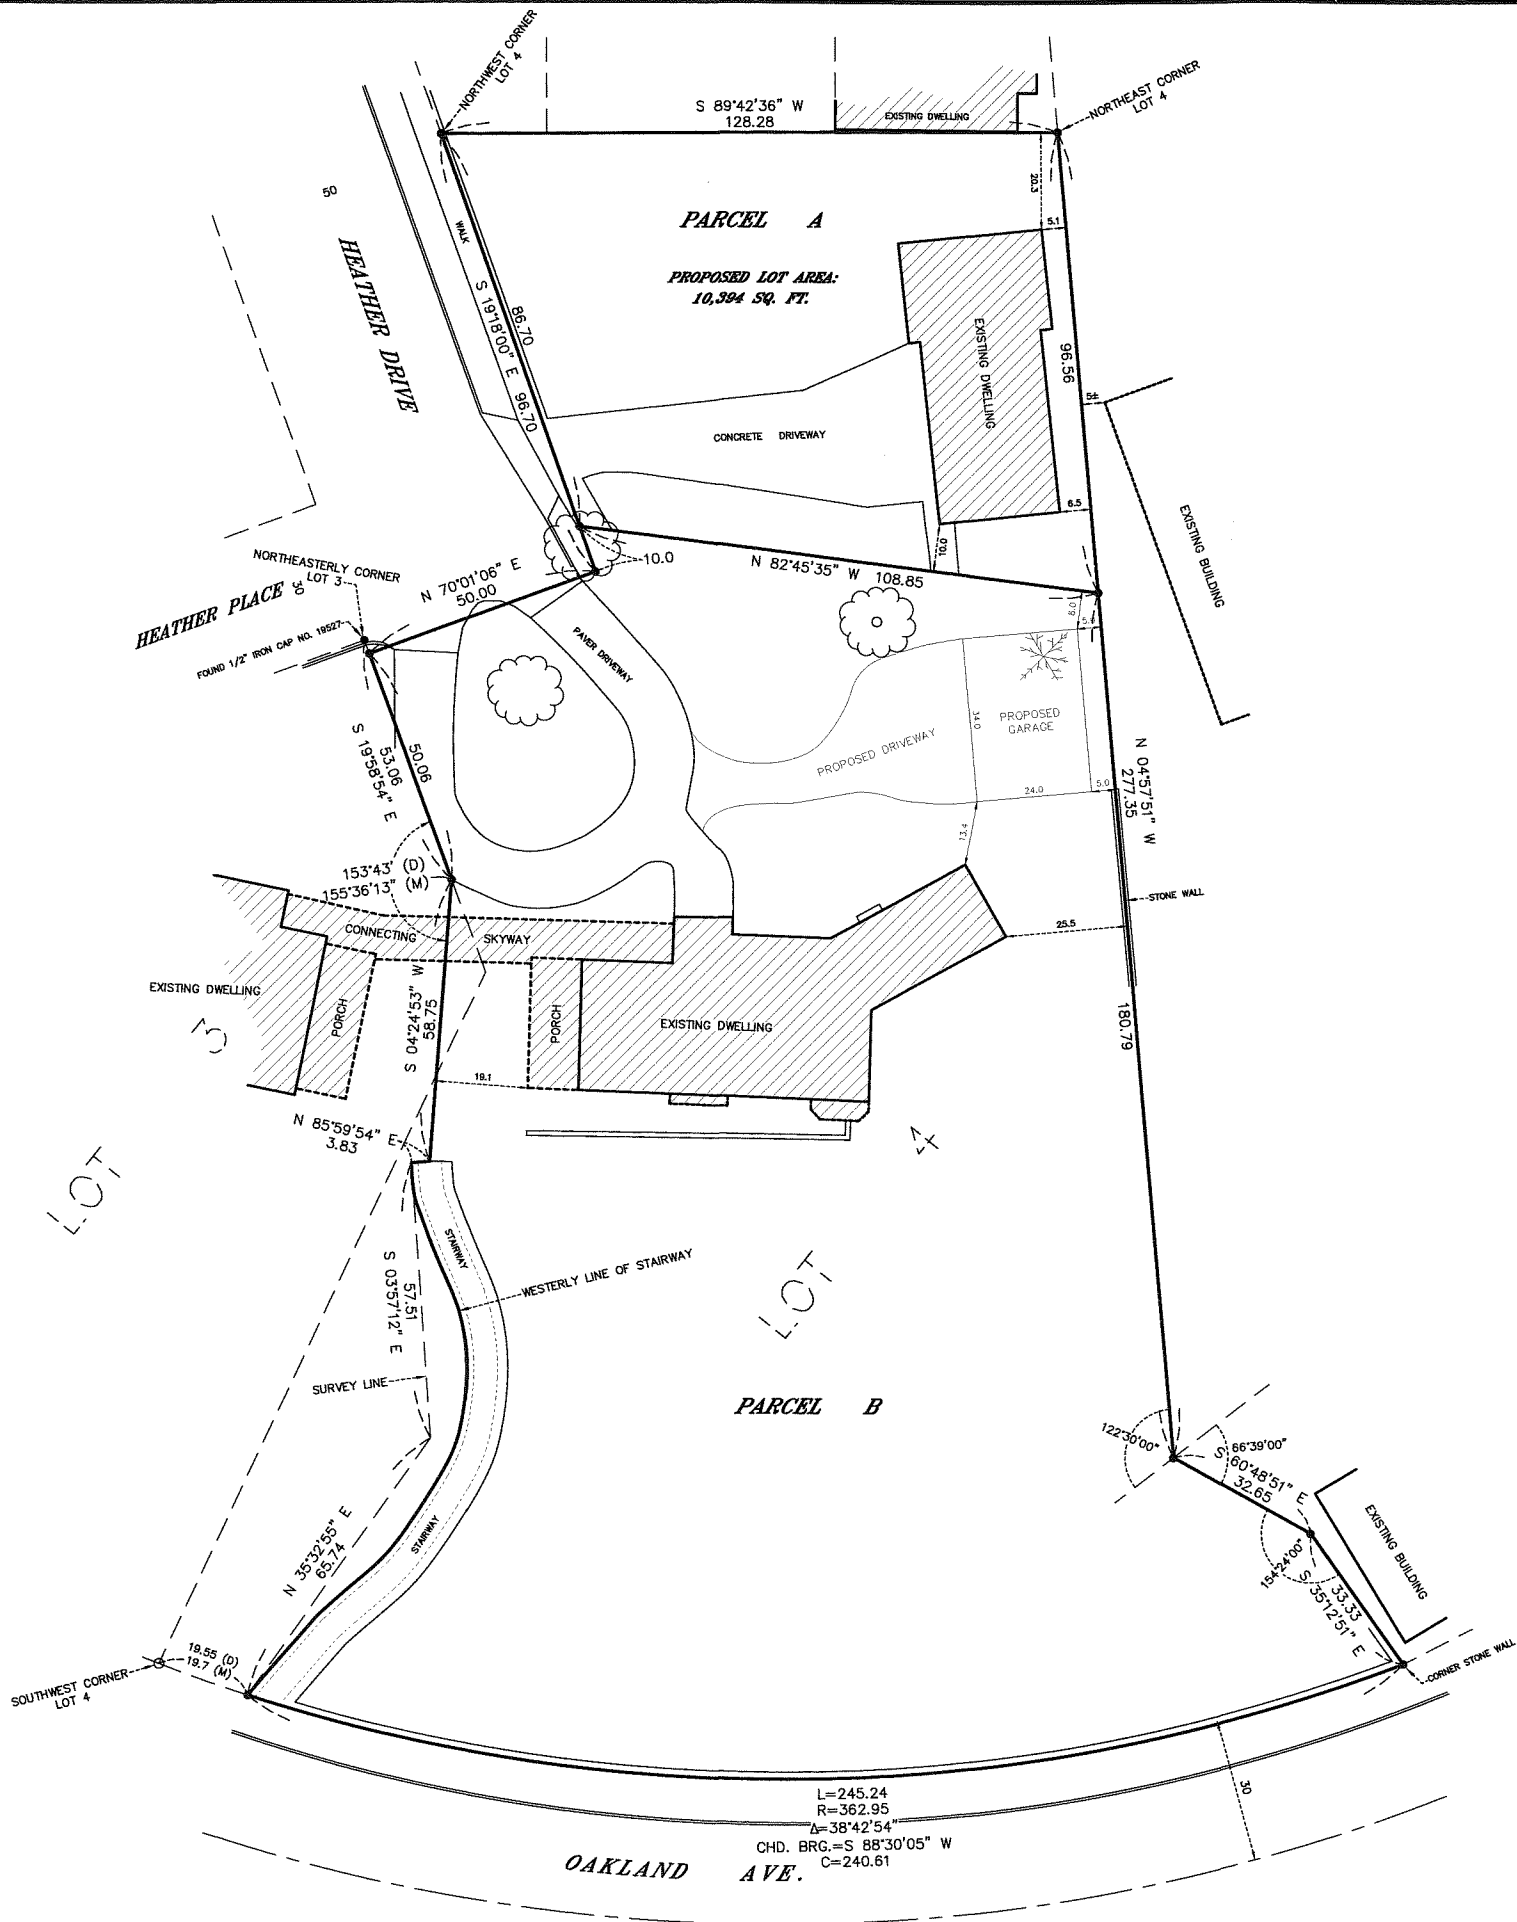 NORTHWEST CORNER
LOT 4
S 89°42'36" W
128.28
EXISTING DWELLING
NORTHEAST CORNER
LOT 4
50
HEATHER DRIVE
WALK
PARCEL A
PROPOSED LOT AREA:
10,394 SQ. FT.
20.3
5.1
86.70
S 19°18'00" E 96.70
EXISTING DWELLING
96.56
5±
CONCRETE DRIVEWAY
6.5
EXISTING BUILDING
10.0
10.0
N 82°45'35" W 108.85
NORTHEASTERLY CORNER
LOT 3
HEATHER PLACE
30
N 70°01'06" E
50.00
FOUND 1/2" IRON CAP NO. 19527
PAVER DRIVEWAY
6.0
5.0
50.06
53.06
S 19°58'54" E
34.0
PROPOSED
GARAGE
PROPOSED DRIVEWAY
24.0
5.0
N 04°57'51" W
277.35
13.4
153°43' (D)
155°36'13" (M)
STONE WALL
CONNECTING SKYWAY
25.5
EXISTING DWELLING
3
PORCH
S 04°24'53" W
58.75
PORCH
EXISTING DWELLING
180.79
19.1
N 85°59'54" E
3.83
4
LOT
STAIRWAY
57.51
S 03°57'12" E
WESTERLY LINE OF STAIRWAY
LOT
SURVEY LINE
PARCEL B
122°30'00"
66°39'00"
S 60°48'51" E
32.65
EXISTING BUILDING
STAIRWAY
N 35°32'55" E
65.74
154°24'00"
33.33
S 35°12'51" E
SOUTHWEST CORNER
LOT 4
19.55 (D)
19.7 (M)
CORNER STONE WALL
30
L=245.24
R=362.95
Δ=38°42'54"
CHD. BRG.=S 88°30'05" W
C=240.61
OAKLAND AVE.